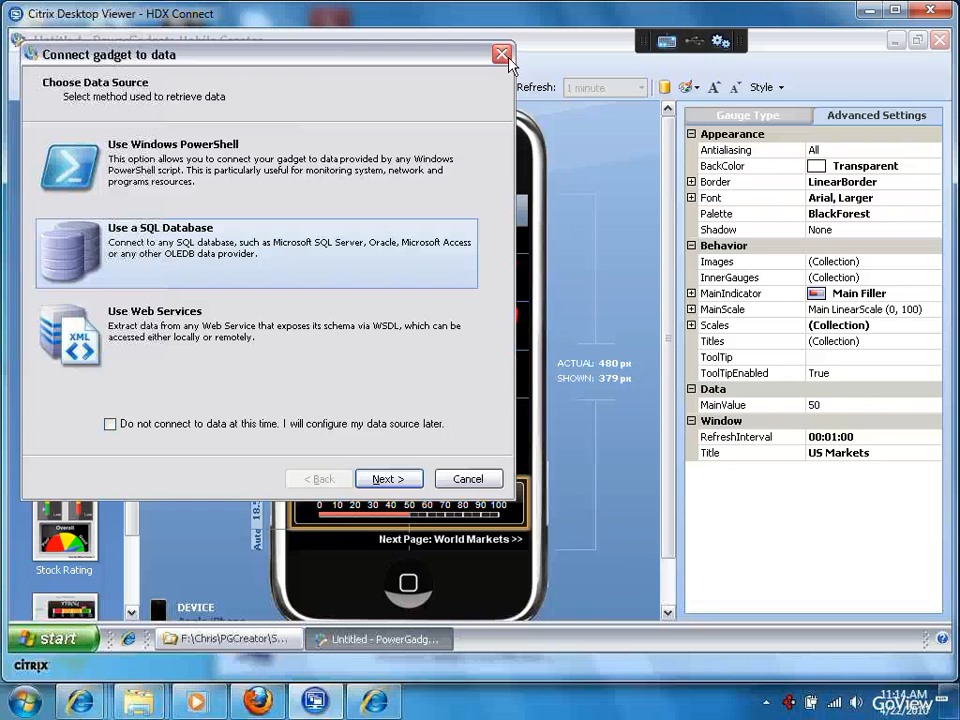 Citrix Desktop Viewer - HDX Connect
Connect gadget to data
Choose Data Source
Select method used to retrieve data
Use Windows PowerShell
This option allows you to connect your gadget to data provided by any Windows
PowerShell script. This is particularly useful for monitoring system, network and
programs resources.
Use a SQL Database
Connect to any SQL database, such as Microsoft SQL Server, Oracle, Microsoft Access
or any other OLEDB data provider.
Use Web Services
XML
Extract data from any Web Service that exposes its schema via WSDL, which can be
accessed either locally or remotely.
Do not connect to data at this time. I will configure my data source later.
< Back
Next >
Cancel
Refresh:
1 minute
Style
Gauge Type
Advanced Settings
Appearance
Antialiasing All
BackColor Transparent
Border LinearBorder
Font Arial, Larger
Palette BlackForest
Shadow None
Behavior
Images (Collection)
InnerGauges (Collection)
MainIndicator Main Filler
MainScale Main LinearScale (0, 100)
Scales (Collection)
Titles (Collection)
ToolTip
ToolTipEnabled True
Data
MainValue 50
Window
RefreshInterval 00:01:00
Title US Markets
ACTUAL: 480 px
SHOWN: 379 px
0 10 20 30 40 50 60 70 80 90 100
Next Page: World Markets >>
Overall
Stock Rating
DEVICE
start
F:\Chris\PGCreator\S...
Untitled - PowerGadg...
CITRIX
11:14 AM
4/22/2010
GoView